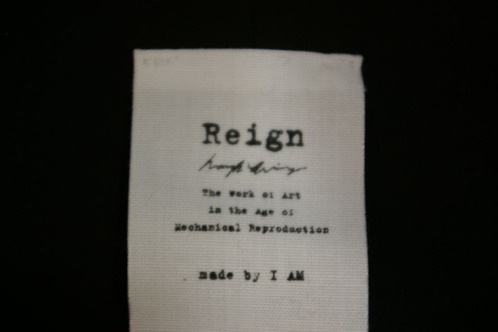 Reign
The work of Art
in the Age of
Mechanical Reproduction
made by I AM